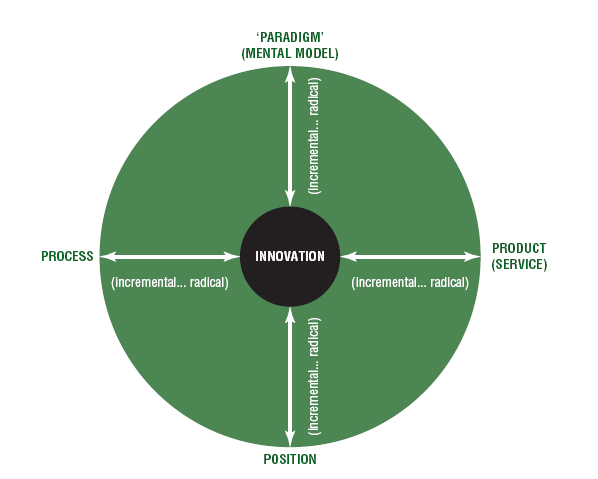 ‘PARADIGM’
(MENTAL MODEL)
(incremental... radical)
PROCESS
INNOVATION
PRODUCT
(SERVICE)
(incremental... radical)
(incremental... radical)
(incremental... radical)
POSITION